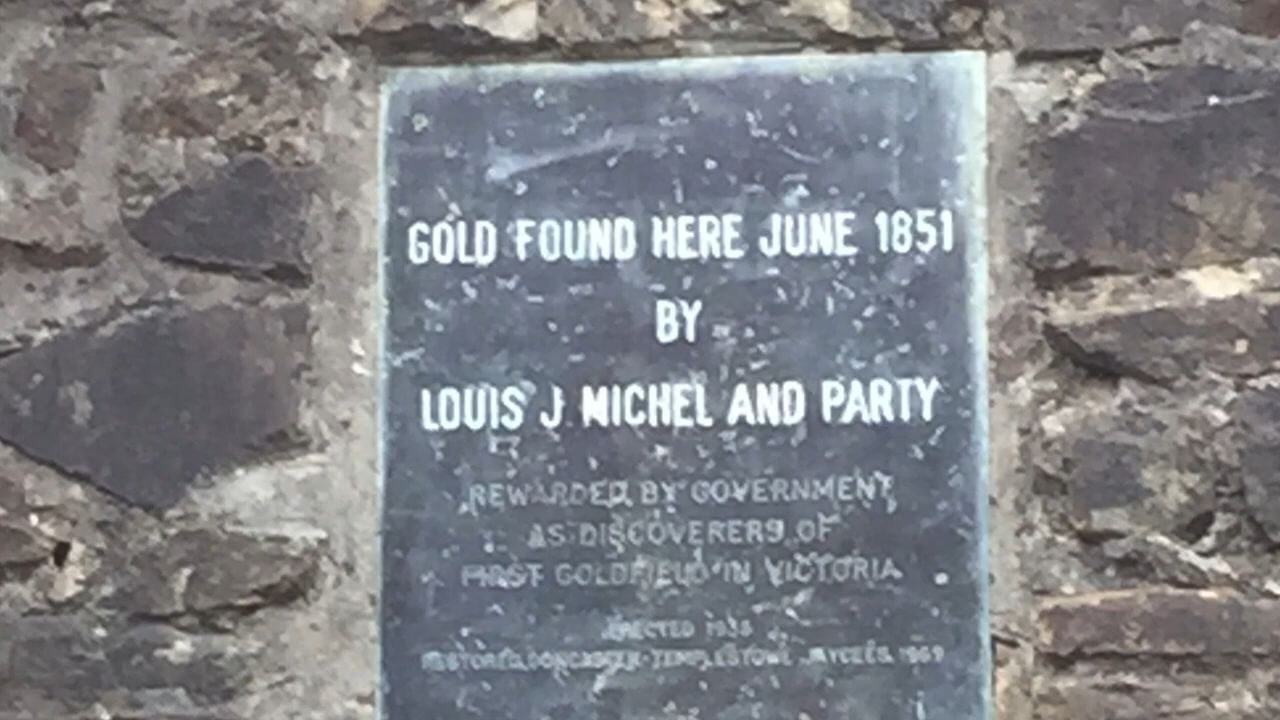 GOLD FOUND HERE JUNE 1851
BY
LOUIS J MICHEL AND PARTY
REWARDED BY GOVERNMENT
AS DISCOVERERS OF
FIRST GOLDFIELD IN VICTORIA
ERECTED
RESTORED DONCASTER-TEMPLESTOWE JAYCEES 1969